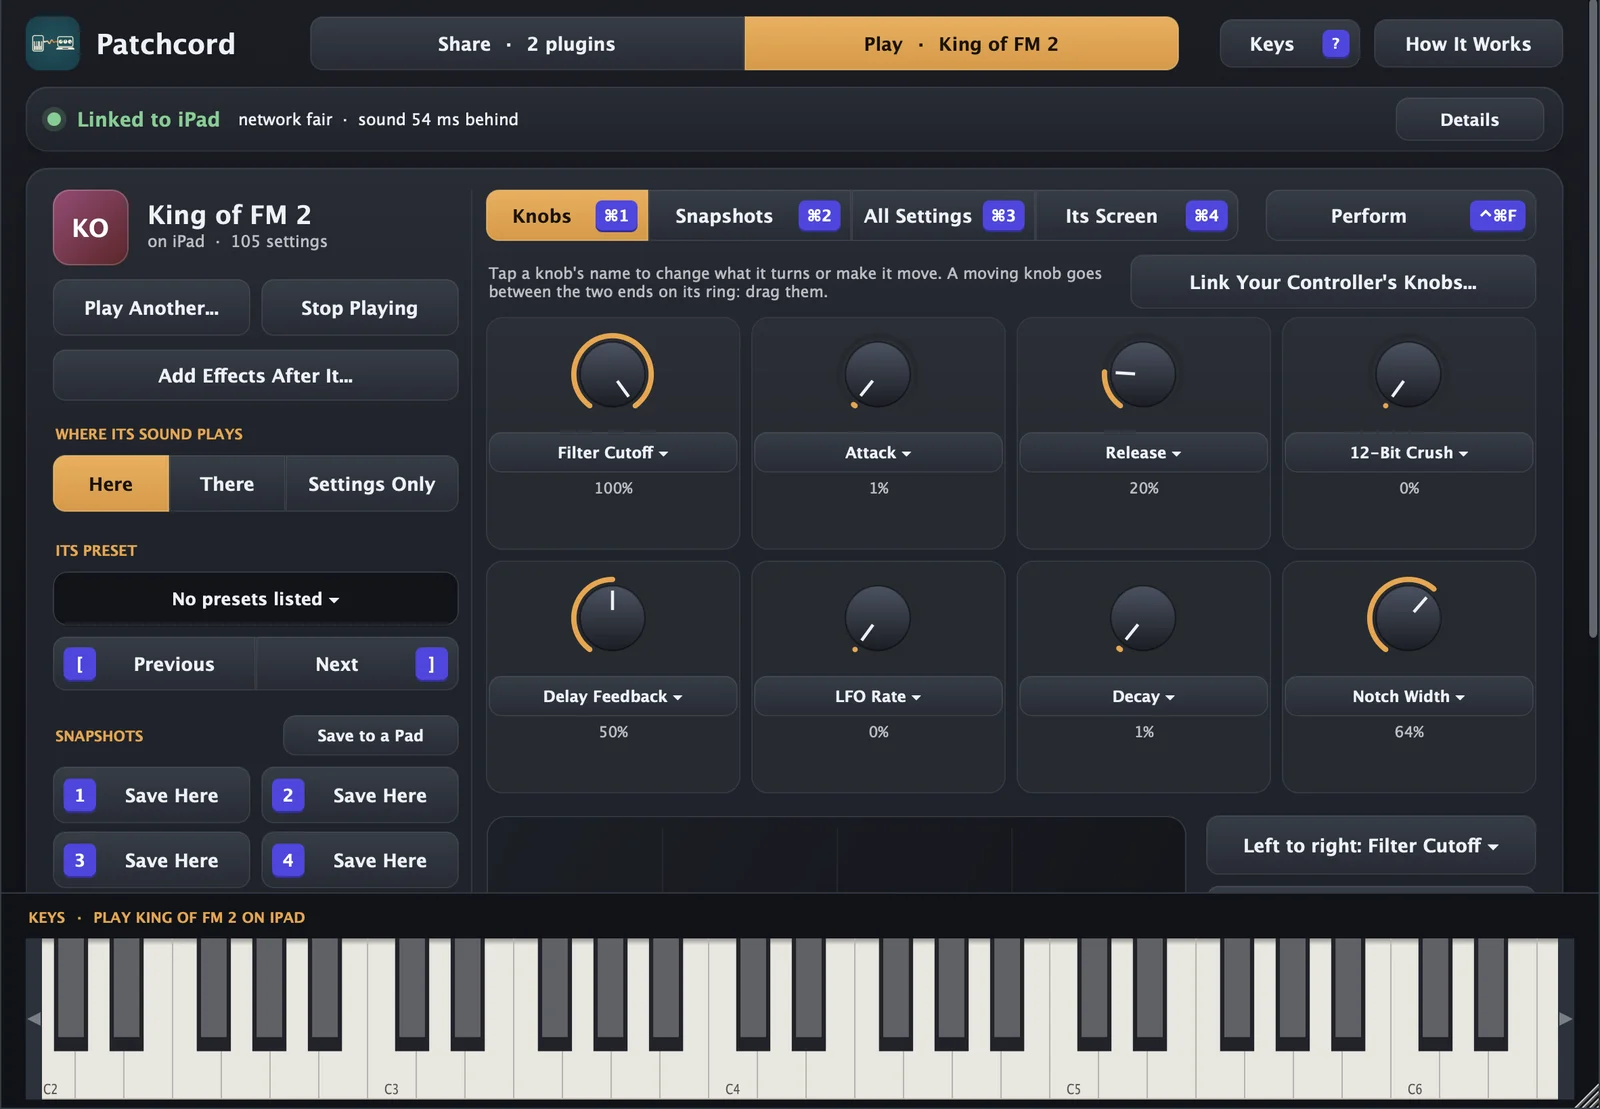 Patchcord
Share · 2 plugins
Play · King of FM 2
Keys ?
How It Works
Linked to iPad network fair · sound 54 ms behind
Details
KO
King of FM 2
on iPad · 105 settings
Play Another...
Stop Playing
Add Effects After It...
WHERE ITS SOUND PLAYS
Here
There
Settings Only
ITS PRESET
No presets listed
[ Previous
Next ]
SNAPSHOTS
Save to a Pad
1 Save Here
2 Save Here
3 Save Here
4 Save Here
Knobs ⌘1
Snapshots ⌘2
All Settings ⌘3
Its Screen ⌘4
Perform ^⌘F
Tap a knob's name to change what it turns or make it move. A moving knob goes
between the two ends on its ring: drag them.
Link Your Controller's Knobs...
Filter Cutoff
100%
Attack
1%
Release
20%
12-Bit Crush
0%
Delay Feedback
50%
LFO Rate
0%
Decay
1%
Notch Width
64%
Left to right: Filter Cutoff
KEYS · PLAY KING OF FM 2 ON IPAD
C2
C3
C4
C5
C6